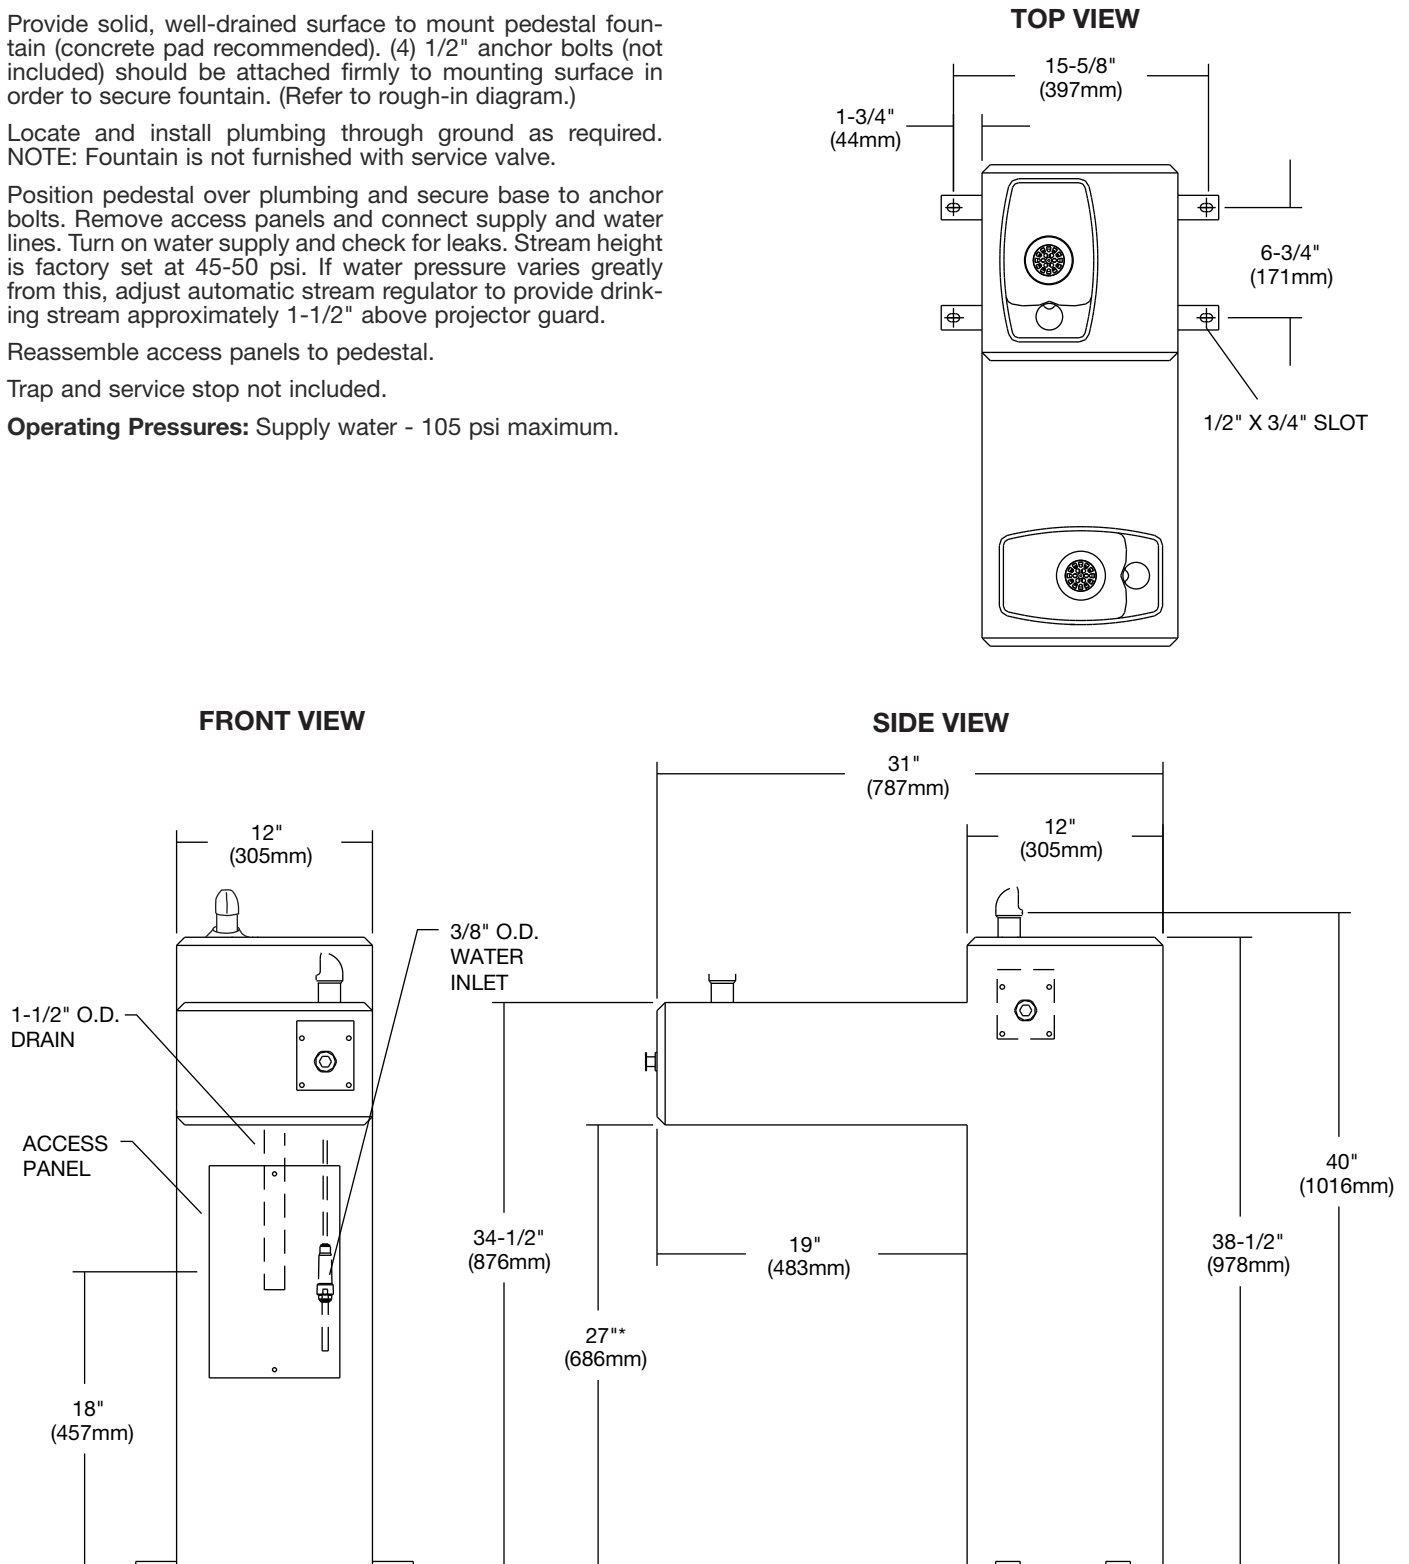 Provide solid, well-drained surface to mount pedestal foun-
tain (concrete pad recommended). (4) 1/2" anchor bolts (not
included) should be attached firmly to mounting surface in
order to secure fountain. (Refer to rough-in diagram.)
Locate and install plumbing through ground as required.
NOTE: Fountain is not furnished with service valve.
Position pedestal over plumbing and secure base to anchor
bolts. Remove access panels and connect supply and water
lines. Turn on water supply and check for leaks. Stream height
is factory set at 45-50 psi. If water pressure varies greatly
from this, adjust automatic stream regulator to provide drink-
ing stream approximately 1-1/2" above projector guard.
Reassemble access panels to pedestal.
Trap and service stop not included.
Operating Pressures: Supply water - 105 psi maximum.
TOP VIEW
15-5/8"
(397mm)
1-3/4"
(44mm)
6-3/4"
(171mm)
1/2" X 3/4" SLOT
FRONT VIEW
12"
(305mm)
3/8" O.D.
WATER
INLET
1-1/2" O.D.
DRAIN
ACCESS
PANEL
18"
(457mm)
SIDE VIEW
31"
(787mm)
12"
(305mm)
34-1/2"
(876mm)
27"*
(686mm)
19"
(483mm)
38-1/2"
(978mm)
40"
(1016mm)